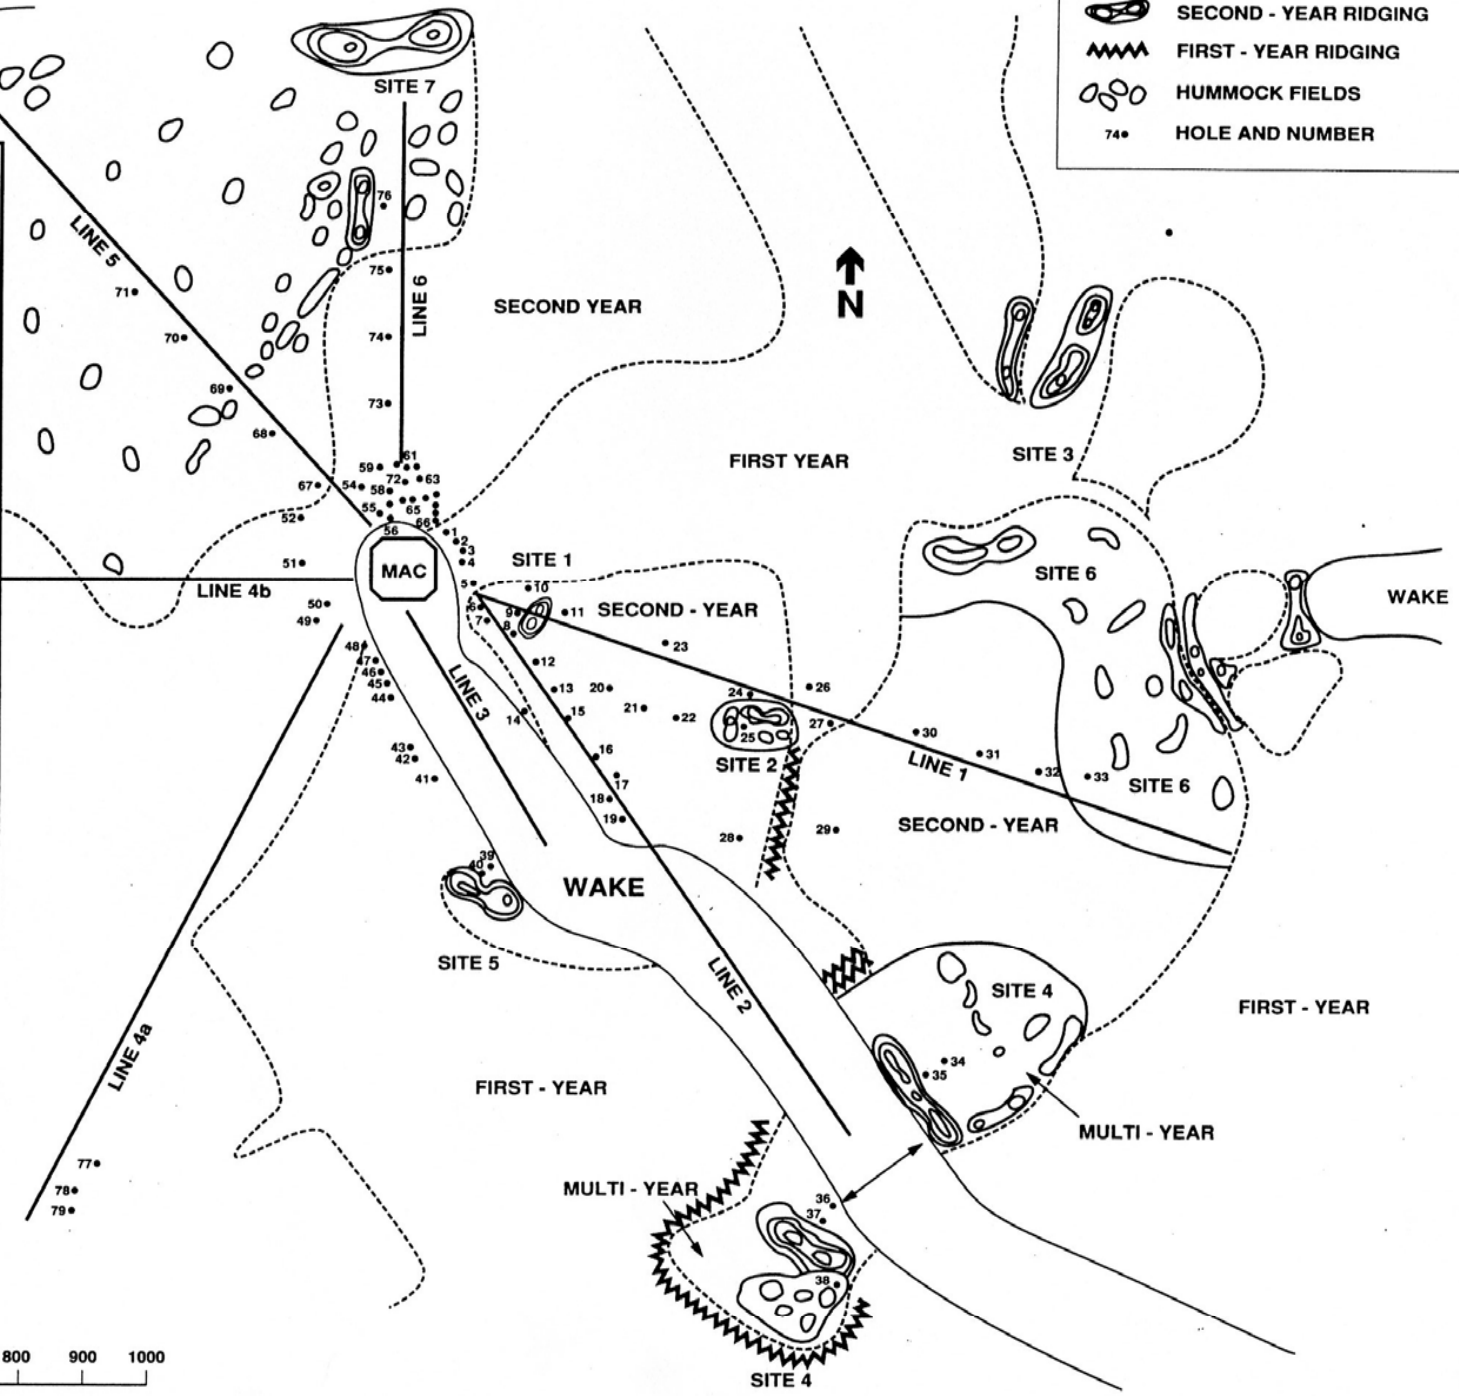 SECOND - YEAR RIDGING
FIRST - YEAR RIDGING
HUMMOCK FIELDS
74 HOLE AND NUMBER
SITE 7
76
LINE 5
75
LINE 6
71
SECOND YEAR
N
70
74
69
73
68
FIRST YEAR
SITE 3
61
59
72
63
67
54
58
52
55
65
66
56
1
2
3
4
51
MAC
SITE 1
SITE 6
LINE 4b
5
10
SECOND - YEAR
WAKE
50
6
9
11
49
7
8
48
47
46
45
44
12
23
LINE 3
13
20
24
26
14
15
21
22
25
27
30
43
42
16
SITE 2
LINE 1
31
41
17
32
33
SITE 6
18
19
28
29
SECOND - YEAR
39
40
WAKE
SITE 5
LINE 2
SITE 4
FIRST - YEAR
LINE 4a
34
35
FIRST - YEAR
MULTI - YEAR
77
78
79
MULTI - YEAR
36
37
38
800 900 1000
SITE 4